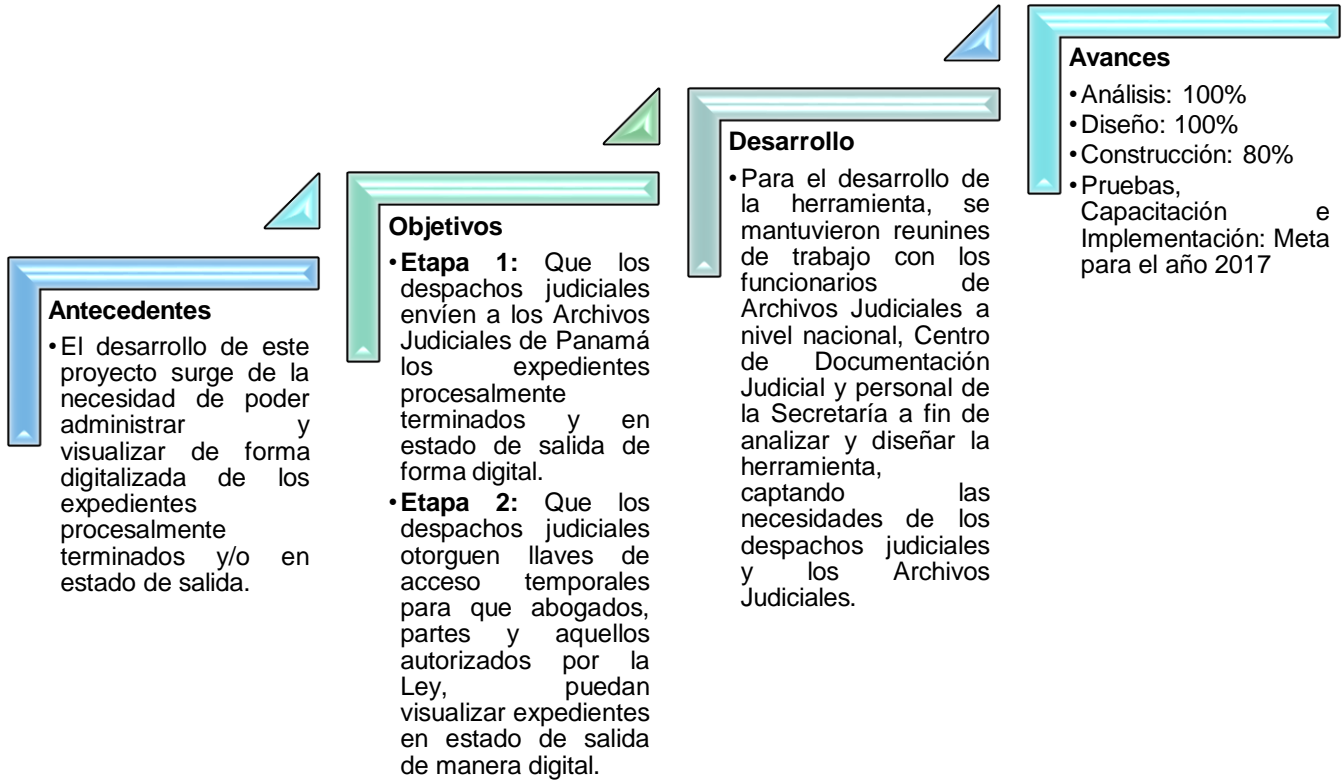 Antecedentes
•El desarrollo de este
proyecto surge de la
necesidad de poder
administrar y
visualizar de forma
digitalizada de los
expedientes
procesalmente
terminados y/o en
estado de salida.
Objetivos
•Etapa 1: Que los
despachos judiciales
envíen a los Archivos
Judiciales de Panamá
los expedientes
procesalmente
terminados y en
estado de salida de
forma digital.
•Etapa 2: Que los
despachos judiciales
otorguen llaves de
acceso temporales
para que abogados,
partes y aquellos
autorizados por la
Ley, puedan
visualizar expedientes
en estado de salida
de manera digital.
Desarrollo
•Para el desarrollo de
la herramienta, se
mantuvieron reunines
de trabajo con los
funcionarios de
Archivos Judiciales a
nivel nacional, Centro
de Documentación
Judicial y personal de
la Secretaría a fin de
analizar y diseñar la
herramienta,
captando las
necesidades de los
despachos judiciales
y los Archivos
Judiciales.
Avances
•Análisis: 100%
•Diseño: 100%
•Construcción: 80%
•Pruebas,
Capacitación e
Implementación: Meta
para el año 2017